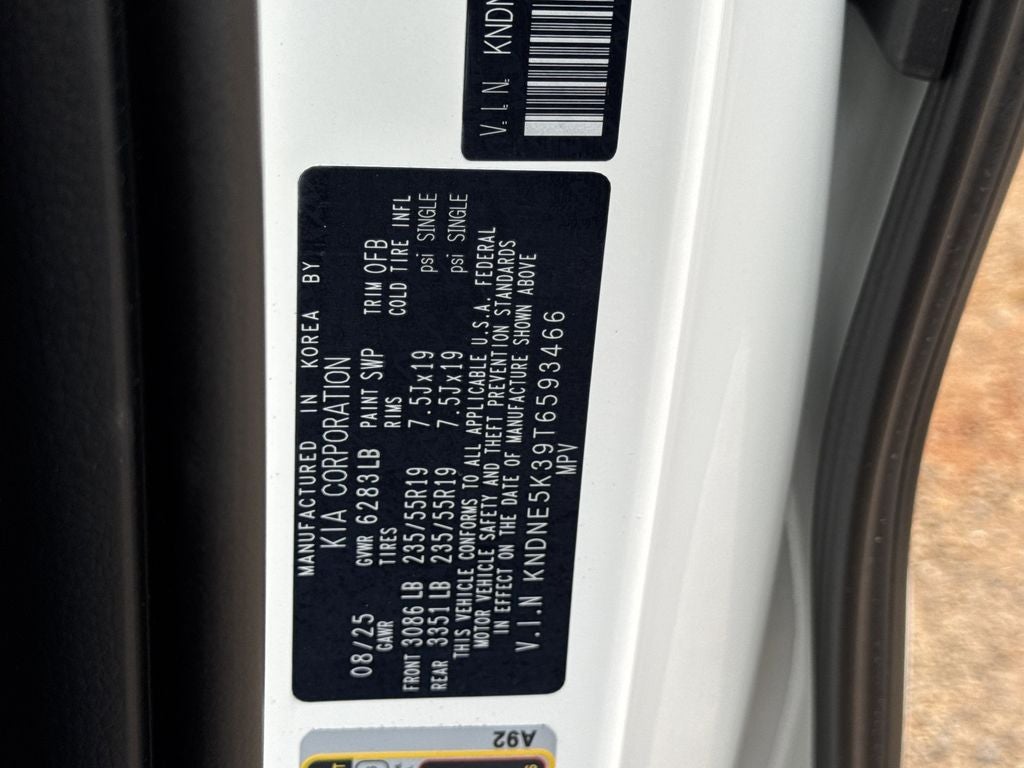 MANUFACTURED IN KOREA BY
KIA CORPORATION
08/25 GVWR 6283LB PAINT SWP TRIM OFB
GAWR TIRES RIMS COLD TIRE INFL
FRONT 3086 LB 235/55R19 7.5Jx19 psi SINGLE
REAR 3351 LB 235/55R19 7.5Jx19 psi SINGLE
THIS VEHICLE CONFORMS TO ALL APPLICABLE U.S.A. FEDERAL
MOTOR VEHICLE SAFETY AND THEFT PREVENTION STANDARDS
IN EFFECT ON THE DATE OF MANUFACTURE SHOWN ABOVE
V.I.N KNDNE5K39T6593466
MPV
V.I.N. KNDN
A92